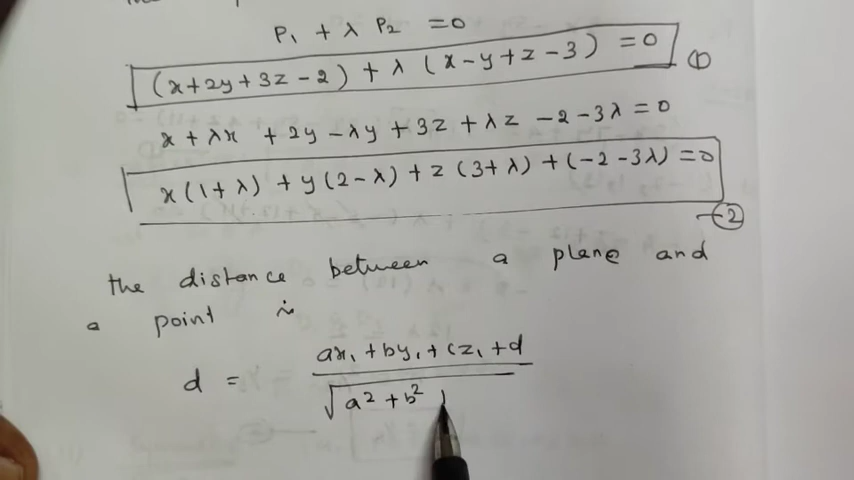 P₁ + λ P₂ = 0
(x+2y+3z-2) + λ (x-y+z-3) = 0 ①
x + λx + 2y - λy + 3z + λz - 2 - 3λ = 0
x(1+λ) + y(2-λ) + z(3+λ) + (-2-3λ) = 0
-②
the distance between a plane and
a point is
d = ax₁ + by₁ + cz₁ + d
√a² + b²